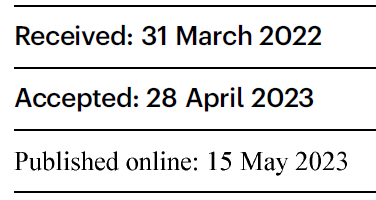 Received: 31 March 2022
Accepted: 28 April 2023
Published online: 15 May 2023